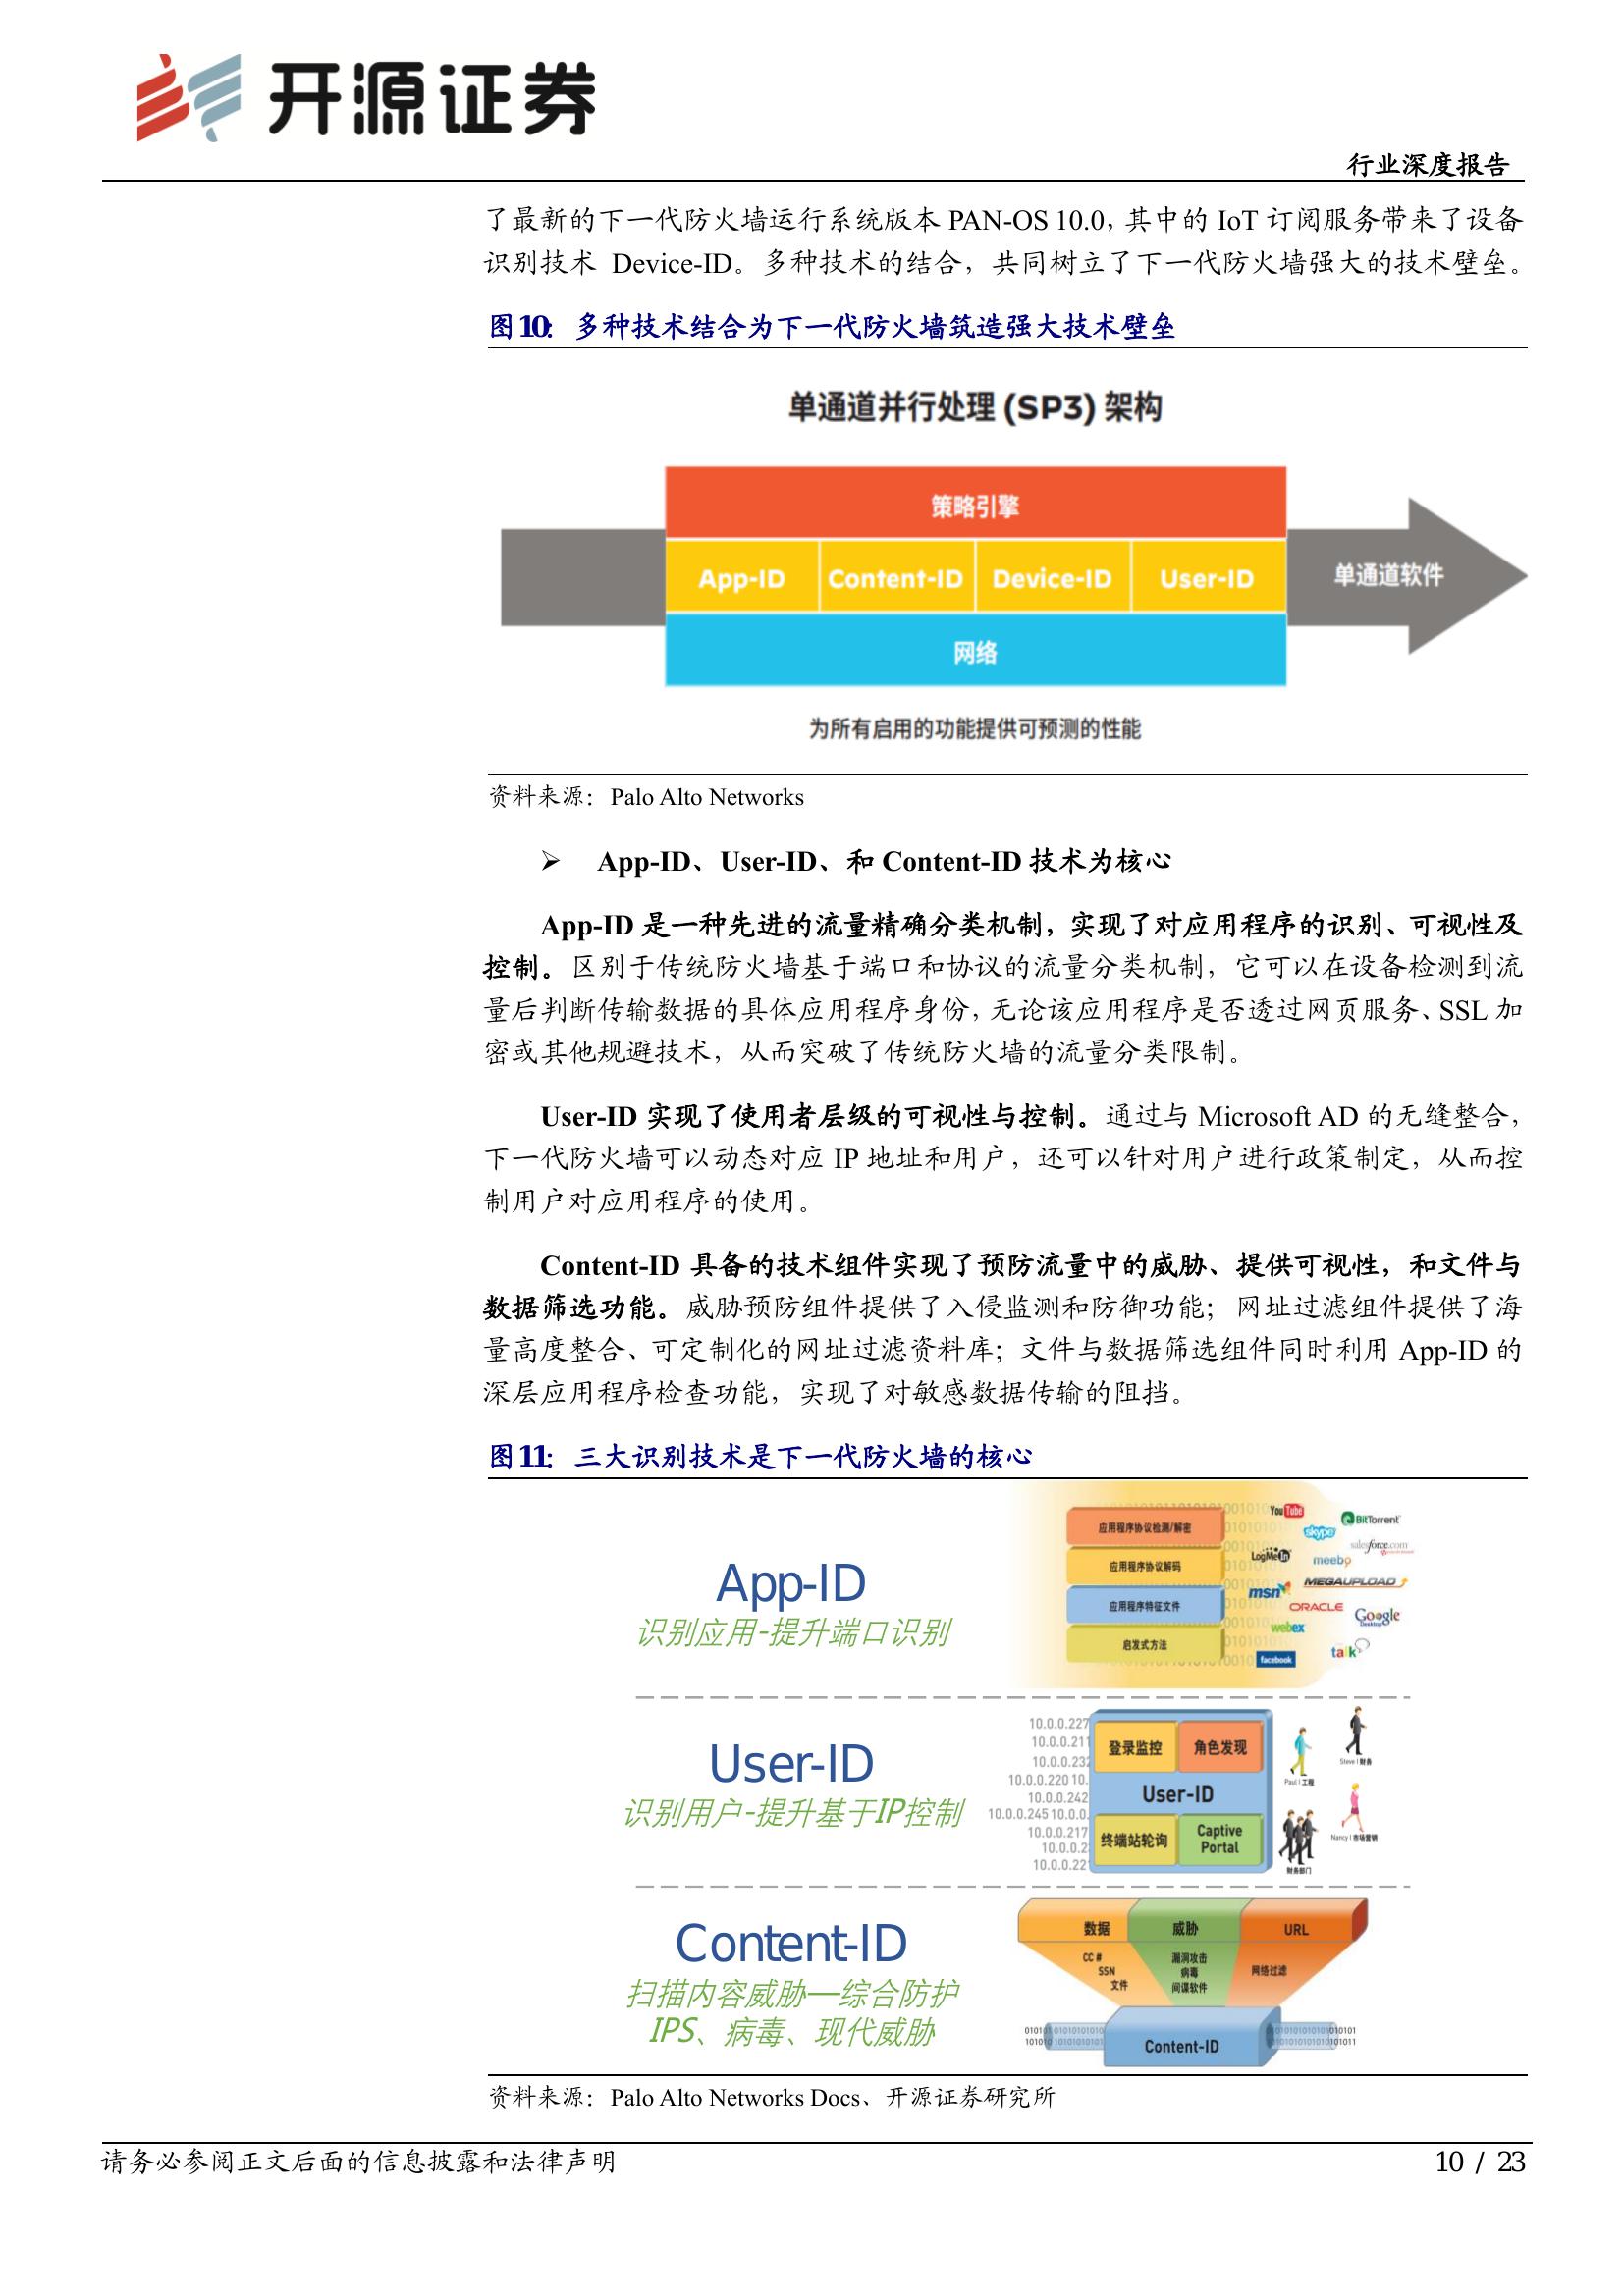 开源证券
行业深度报告
了最新的下一代防火墙运行系统版本 PAN-OS 10.0，其中的 IoT 订阅服务带来了设备
识别技术 Device-ID。多种技术的结合，共同树立了下一代防火墙强大的技术壁垒。
图10：多种技术结合为下一代防火墙筑造强大技术壁垒
单通道并行处理 (SP3) 架构
策略引擎
App-ID Content-ID Device-ID User-ID
单通道软件
网络
为所有启用的功能提供可预测的性能
资料来源：Palo Alto Networks
➢ App-ID、User-ID、和 Content-ID 技术为核心
App-ID 是一种先进的流量精确分类机制，实现了对应用程序的识别、可视性及
控制。区别于传统防火墙基于端口和协议的流量分类机制，它可以在设备检测到流
量后判断传输数据的具体应用程序身份，无论该应用程序是否透过网页服务、SSL 加
密或其他规避技术，从而突破了传统防火墙的流量分类限制。
User-ID 实现了使用者层级的可视性与控制。通过与 Microsoft AD 的无缝整合，
下一代防火墙可以动态对应 IP 地址和用户，还可以针对用户进行政策制定，从而控
制用户对应用程序的使用。
Content-ID 具备的技术组件实现了预防流量中的威胁、提供可视性，和文件与
数据筛选功能。威胁预防组件提供了入侵监测和防御功能；网址过滤组件提供了海
量高度整合、可定制化的网址过滤资料库；文件与数据筛选组件同时利用 App-ID 的
深层应用程序检查功能，实现了对敏感数据传输的阻挡。
图11：三大识别技术是下一代防火墙的核心
App-ID
识别应用-提升端口识别
应用程序协议检测/解密
应用程序协议解码
应用程序特征文件
启发式方法
YouTube
BitTorrent
skype
salesforce.com
LogMeIn
meebo
MEGAUPLOAD
msn
ORACLE
Google
Desktop
webex
talk
facebook
User-ID
识别用户-提升基于IP控制
10.0.0.227
10.0.0.211
10.0.0.232
10.0.0.220 10.
10.0.0.242
10.0.0.245 10.0.0.
10.0.0.217
10.0.0.2
10.0.0.22
登录监控 角色发现
User-ID
终端站轮询 Captive Portal
Steve | 财务
Paul | 工程
Nancy | 市场营销
财务部门
Content-ID
扫描内容威胁—综合防护
IPS、病毒、现代威胁
数据 威胁 URL
CC #
SSN
文件
漏洞攻击
病毒
间谍软件
网络过滤
Content-ID
资料来源：Palo Alto Networks Docs、开源证券研究所
请务必参阅正文后面的信息披露和法律声明
10 / 23